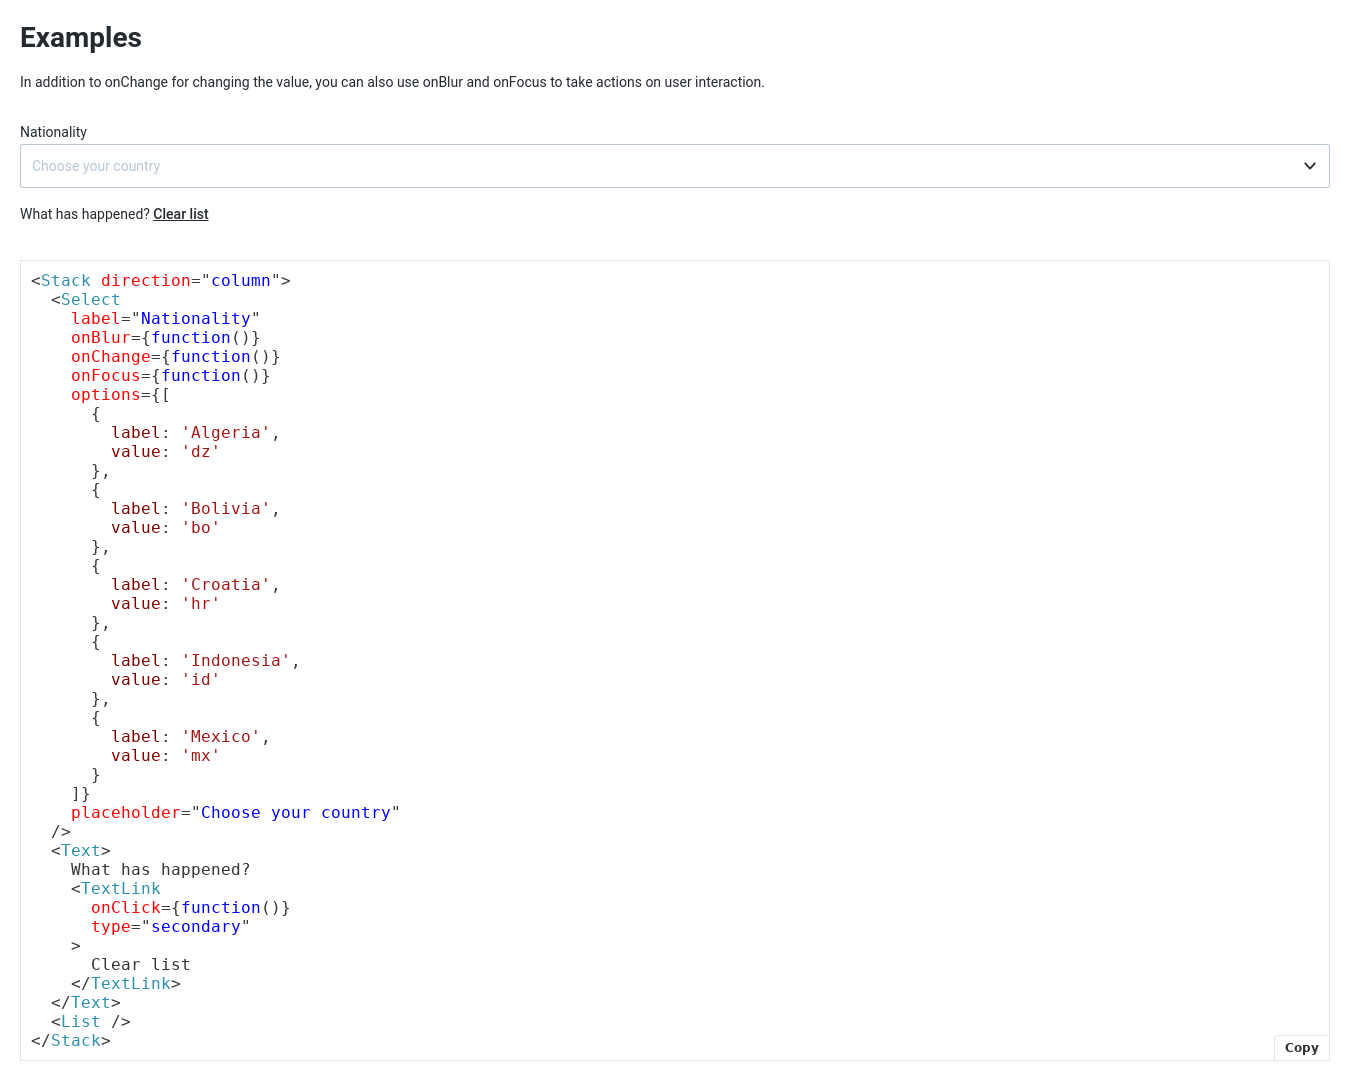 Examples
In addition to onChange for changing the value, you can also use onBlur and onFocus to take actions on user interaction.
Nationality
Choose your country
What has happened? Clear list
<Stack direction="column">
  <Select
    label="Nationality"
    onBlur={function()}
    onChange={function()}
    onFocus={function()}
    options={[
      {
        label: 'Algeria',
        value: 'dz'
      },
      {
        label: 'Bolivia',
        value: 'bo'
      },
      {
        label: 'Croatia',
        value: 'hr'
      },
      {
        label: 'Indonesia',
        value: 'id'
      },
      {
        label: 'Mexico',
        value: 'mx'
      }
    ]}
    placeholder="Choose your country"
  />
  <Text>
    What has happened?
    <TextLink
      onClick={function()}
      type="secondary"
    >
      Clear list
    </TextLink>
  </Text>
  <List />
</Stack>
Copy